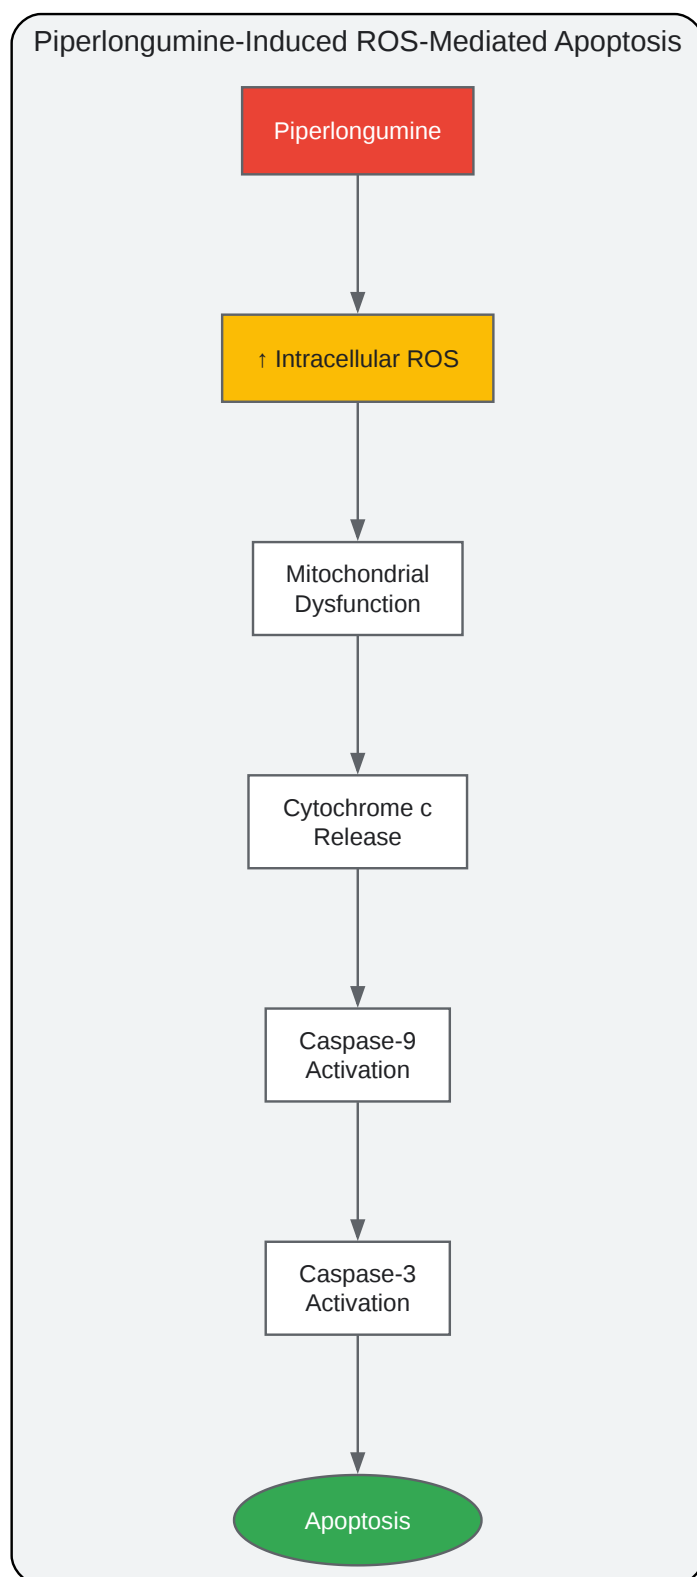 Piperlongumine-Induced ROS-Mediated Apoptosis
Piperlongumine
↑ Intracellular ROS
Mitochondrial
Dysfunction
Cytochrome c
Release
Caspase-9
Activation
Caspase-3
Activation
Apoptosis